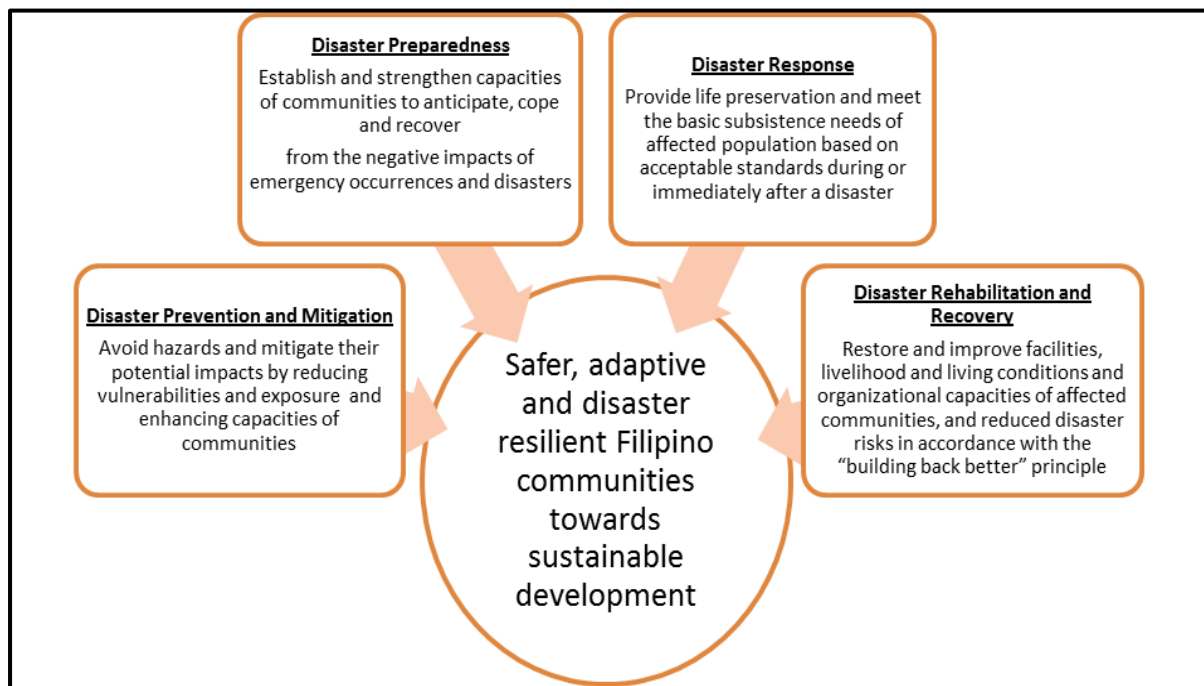 Disaster Preparedness
Establish and strengthen capacities
of communities to anticipate, cope
and recover
from the negative impacts of
emergency occurrences and disasters
Disaster Response
Provide life preservation and meet
the basic subsistence needs of
affected population based on
acceptable standards during or
immediately after a disaster
Disaster Prevention and Mitigation
Avoid hazards and mitigate their
potential impacts by reducing
vulnerabilities and exposure and
enhancing capacities of
communities
Disaster Rehabilitation and
Recovery
Restore and improve facilities,
livelihood and living conditions and
organizational capacities of affected
communities, and reduced disaster
risks in accordance with the
“building back better” principle
Safer, adaptive
and disaster
resilient Filipino
communities
towards
sustainable
development